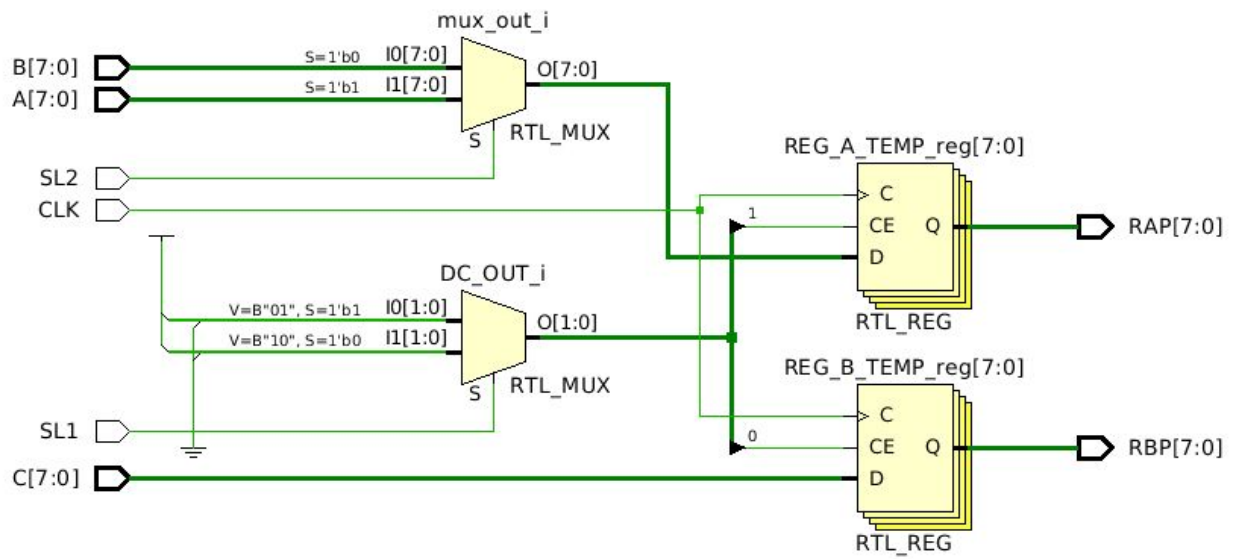 mux_out_i
B[7:0]
S=1'b0
I0[7:0]
O[7:0]
A[7:0]
S=1'b1
I1[7:0]
S
RTL_MUX
SL2
CLK
REG_A_TEMP_reg[7:0]
C
1
CE
Q
RAP[7:0]
D
RTL_REG
DC_OUT_i
V=B"01", S=1'b1
I0[1:0]
O[1:0]
V=B"10", S=1'b0
I1[1:0]
S
RTL_MUX
SL1
REG_B_TEMP_reg[7:0]
C
0
CE
Q
RBP[7:0]
C[7:0]
D
RTL_REG